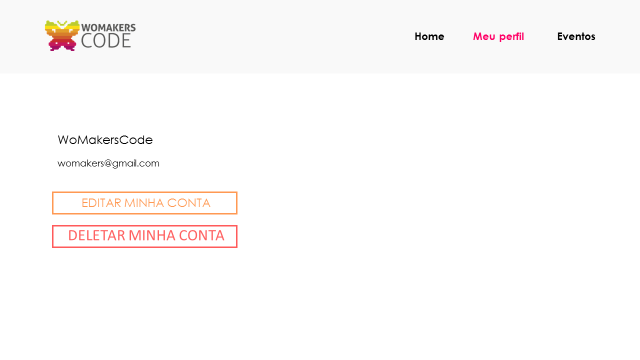 WOMAKERS
CODE
Home
Meu perfil
Eventos
WoMakersCode
womakers@gmail.com
EDITAR MINHA CONTA
DELETAR MINHA CONTA